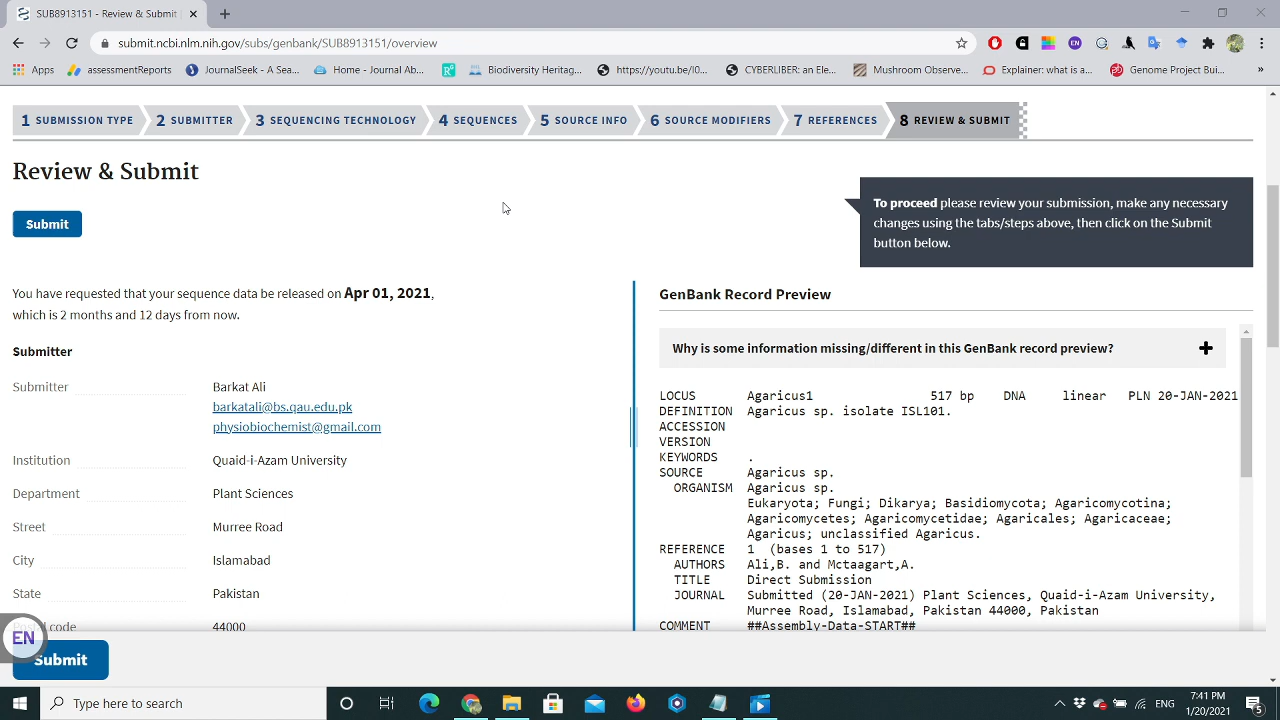 SUB8913151 - Review & Submit
submit.ncbi.nlm.nih.gov/subs/genbank/SUB8913151/overview
Apps assessmentReports JournalSeek - A Sea... Home - Journal Ab... Biodiversity Heritag... https://youtu.be/I0... CYBERLIBER: an Ele... Mushroom Observe... Explainer: what is a... Genome Project Bui... »
1 SUBMISSION TYPE 2 SUBMITTER 3 SEQUENCING TECHNOLOGY 4 SEQUENCES 5 SOURCE INFO 6 SOURCE MODIFIERS 7 REFERENCES 8 REVIEW & SUBMIT
Review & Submit
Submit
To proceed please review your submission, make any necessary
changes using the tabs/steps above, then click on the Submit
button below.
You have requested that your sequence data be released on Apr 01, 2021,
which is 2 months and 12 days from now.
Submitter
Submitter Barkat Ali
barkatali@bs.qau.edu.pk
physiobiochemist@gmail.com
Institution Quaid-i-Azam University
Department Plant Sciences
Street Murree Road
City Islamabad
State Pakistan
Postal code 44000
GenBank Record Preview
Why is some information missing/different in this GenBank record preview?
LOCUS Agaricus1 517 bp DNA linear PLN 20-JAN-2021
DEFINITION Agaricus sp. isolate ISL101.
ACCESSION
VERSION
KEYWORDS .
SOURCE Agaricus sp.
ORGANISM Agaricus sp.
Eukaryota; Fungi; Dikarya; Basidiomycota; Agaricomycotina;
Agaricomycetes; Agaricomycetidae; Agaricales; Agaricaceae;
Agaricus; unclassified Agaricus.
REFERENCE 1 (bases 1 to 517)
AUTHORS Ali,B. and Mctaagart,A.
TITLE Direct Submission
JOURNAL Submitted (20-JAN-2021) Plant Sciences, Quaid-i-Azam University,
Murree Road, Islamabad, Pakistan 44000, Pakistan
COMMENT ##Assembly-Data-START##
EN
Submit
Type here to search
7:41 PM
1/20/2021